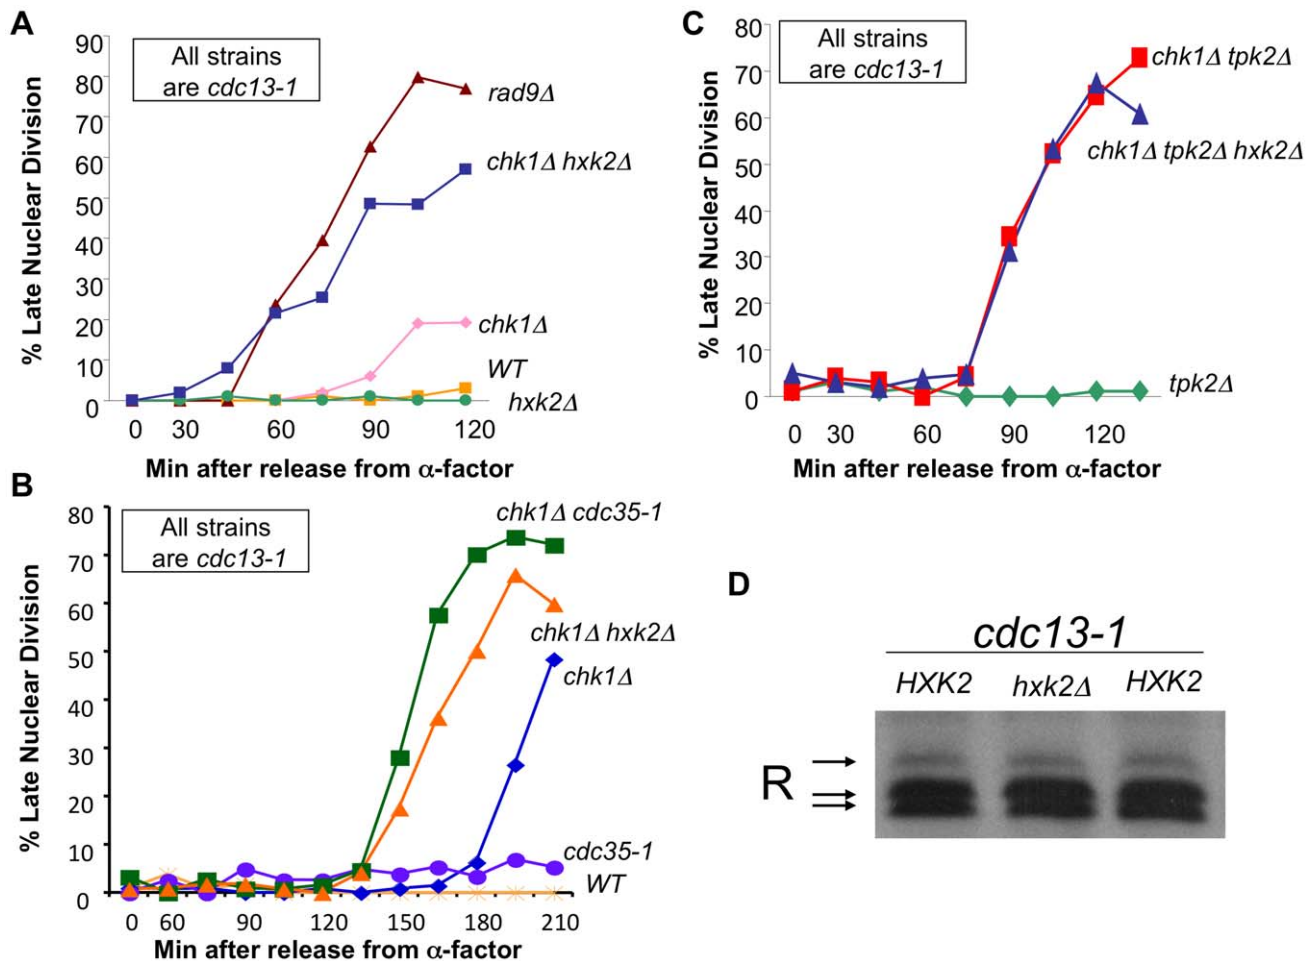 A
All strains
are cdc13-1
% Late Nuclear Division
90
80
70
60
50
40
30
20
10
0
0 30 60 90 120
Min after release from α-factor
rad9Δ
chk1Δ hxk2Δ
chk1Δ
WT
hxk2Δ
B
All strains
are cdc13-1
% Late Nuclear Division
80
70
60
50
40
30
20
10
0
0 60 90 120 150 180 210
Min after release from α-factor
chk1Δ cdc35-1
chk1Δ hxk2Δ
chk1Δ
cdc35-1
WT
C
All strains
are cdc13-1
% Late Nuclear Division
80
70
60
50
40
30
20
10
0
0 30 60 90 120
Min after release from α-factor
chk1Δ tpk2Δ
chk1Δ tpk2Δ hxk2Δ
tpk2Δ
D
cdc13-1
HXK2 hxk2Δ HXK2
R